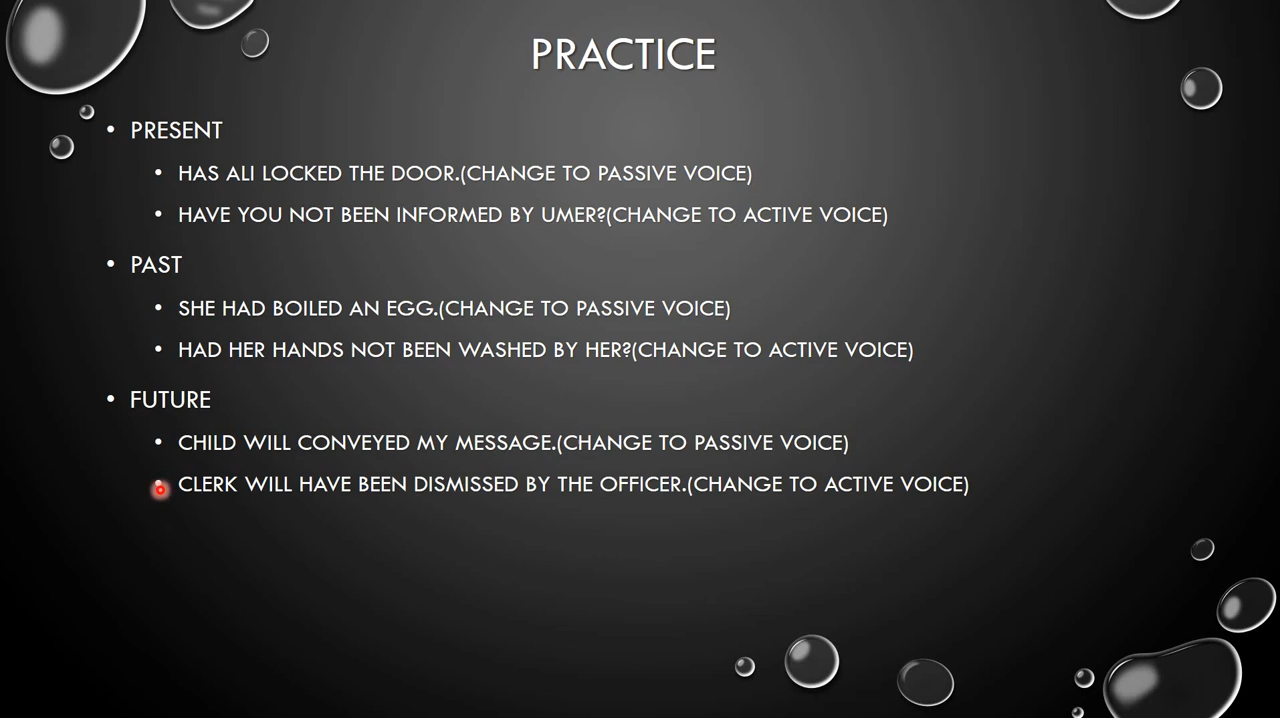 PRACTICE
• PRESENT
• HAS ALI LOCKED THE DOOR.(CHANGE TO PASSIVE VOICE)
• HAVE YOU NOT BEEN INFORMED BY UMER?(CHANGE TO ACTIVE VOICE)
• PAST
• SHE HAD BOILED AN EGG.(CHANGE TO PASSIVE VOICE)
• HAD HER HANDS NOT BEEN WASHED BY HER?(CHANGE TO ACTIVE VOICE)
• FUTURE
• CHILD WILL CONVEYED MY MESSAGE.(CHANGE TO PASSIVE VOICE)
• CLERK WILL HAVE BEEN DISMISSED BY THE OFFICER.(CHANGE TO ACTIVE VOICE)